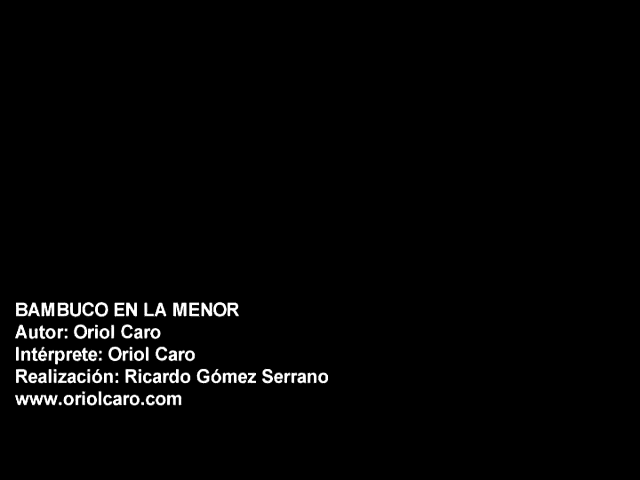 BAMBUCO EN LA MENOR
Autor: Oriol Caro
Intérprete: Oriol Caro
Realización: Ricardo Gómez Serrano
www.oriolcaro.com